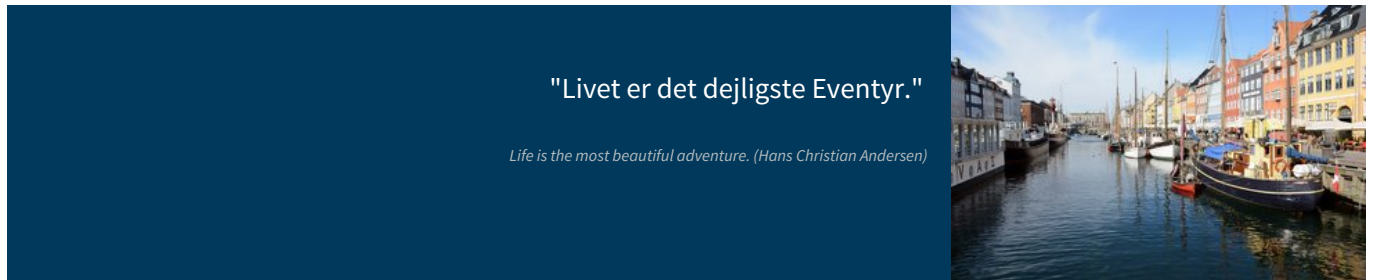 "Livet er det dejligste Eventyr."
Life is the most beautiful adventure. (Hans Christian Andersen)